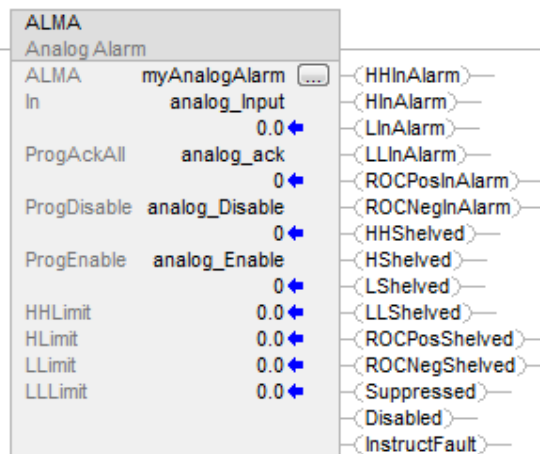 ALMA
Analog Alarm
ALMA myAnalogAlarm ... HHInAlarm
In analog_Input HInAlarm
0.0 LInAlarm
ProgAckAll analog_ack LLInAlarm
0 ROCPosInAlarm
ProgDisable analog_Disable ROCNegInAlarm
0 HHShelved
ProgEnable analog_Enable HShelved
0 LShelved
HHLimit 0.0 LLShelved
HLimit 0.0 ROCPosShelved
LLimit 0.0 ROCNegShelved
LLLimit 0.0 Suppressed
Disabled
InstructFault